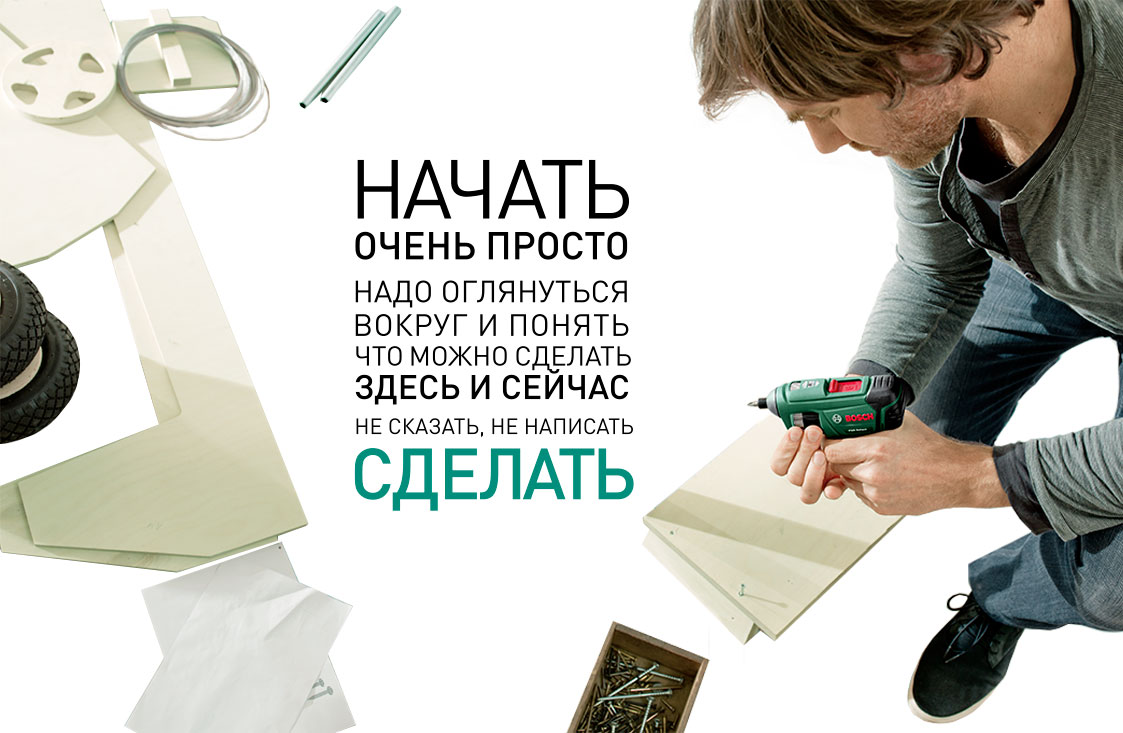 НАЧАТЬ
ОЧЕНЬ ПРОСТО
НАДО ОГЛЯНУТЬСЯ
ВОКРУГ И ПОНЯТЬ
ЧТО МОЖНО СДЕЛАТЬ
ЗДЕСЬ И СЕЙЧАС
НЕ СКАЗАТЬ, НЕ НАПИСАТЬ
СДЕЛАТЬ
BOSCH